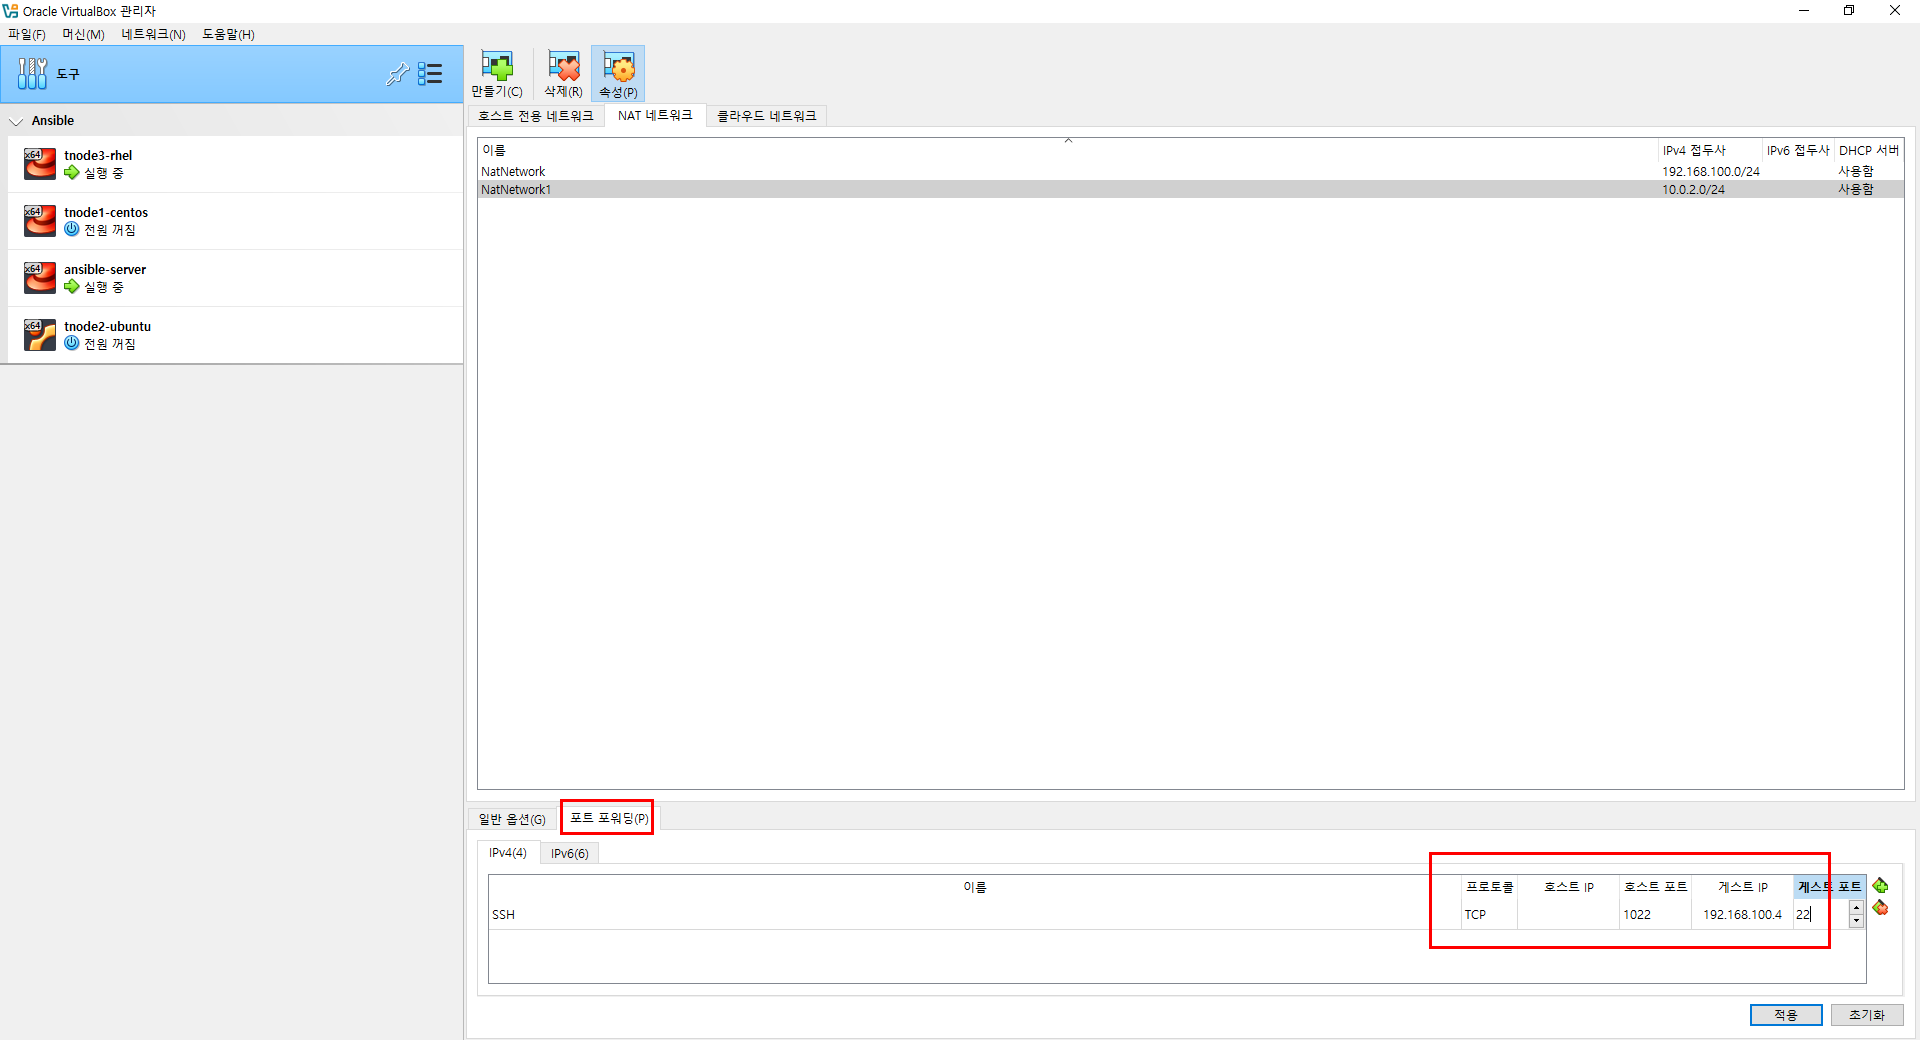 Oracle VirtualBox 관리자
파일(F) 머신(M) 네트워크(N) 도움말(H)
도구
Ansible
x64
tnode3-rhel
실행 중
x64
tnode1-centos
전원 꺼짐
x64
ansible-server
실행 중
x64
tnode2-ubuntu
전원 꺼짐
만들기(C) 삭제(R) 속성(P)
호스트 전용 네트워크 NAT 네트워크 클라우드 네트워크
이름 IPv4 접두사 IPv6 접두사 DHCP 서버
NatNetwork 192.168.100.0/24 사용함
NatNetwork1 10.0.2.0/24 사용함
일반 옵션(G) 포트 포워딩(P)
IPv4(4) IPv6(6)
이름 프로토콜 호스트 IP 호스트 포트 게스트 IP 게스트 포트
SSH TCP 1022 192.168.100.4 22
적용 초기화